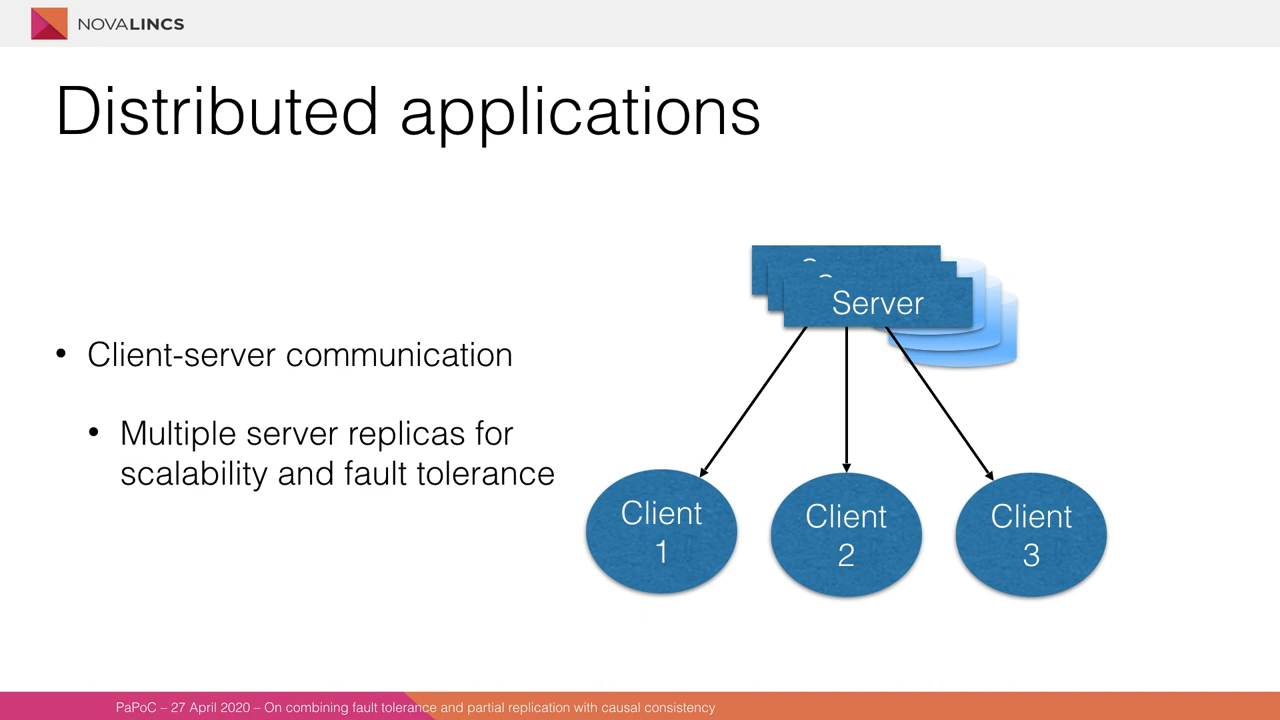 NOVALINCS
Distributed applications
Server
• Client-server communication
• Multiple server replicas for
scalability and fault tolerance
Client
1
Client
2
Client
3
PaPoC – 27 April 2020 – On combining fault tolerance and partial replication with causal consistency